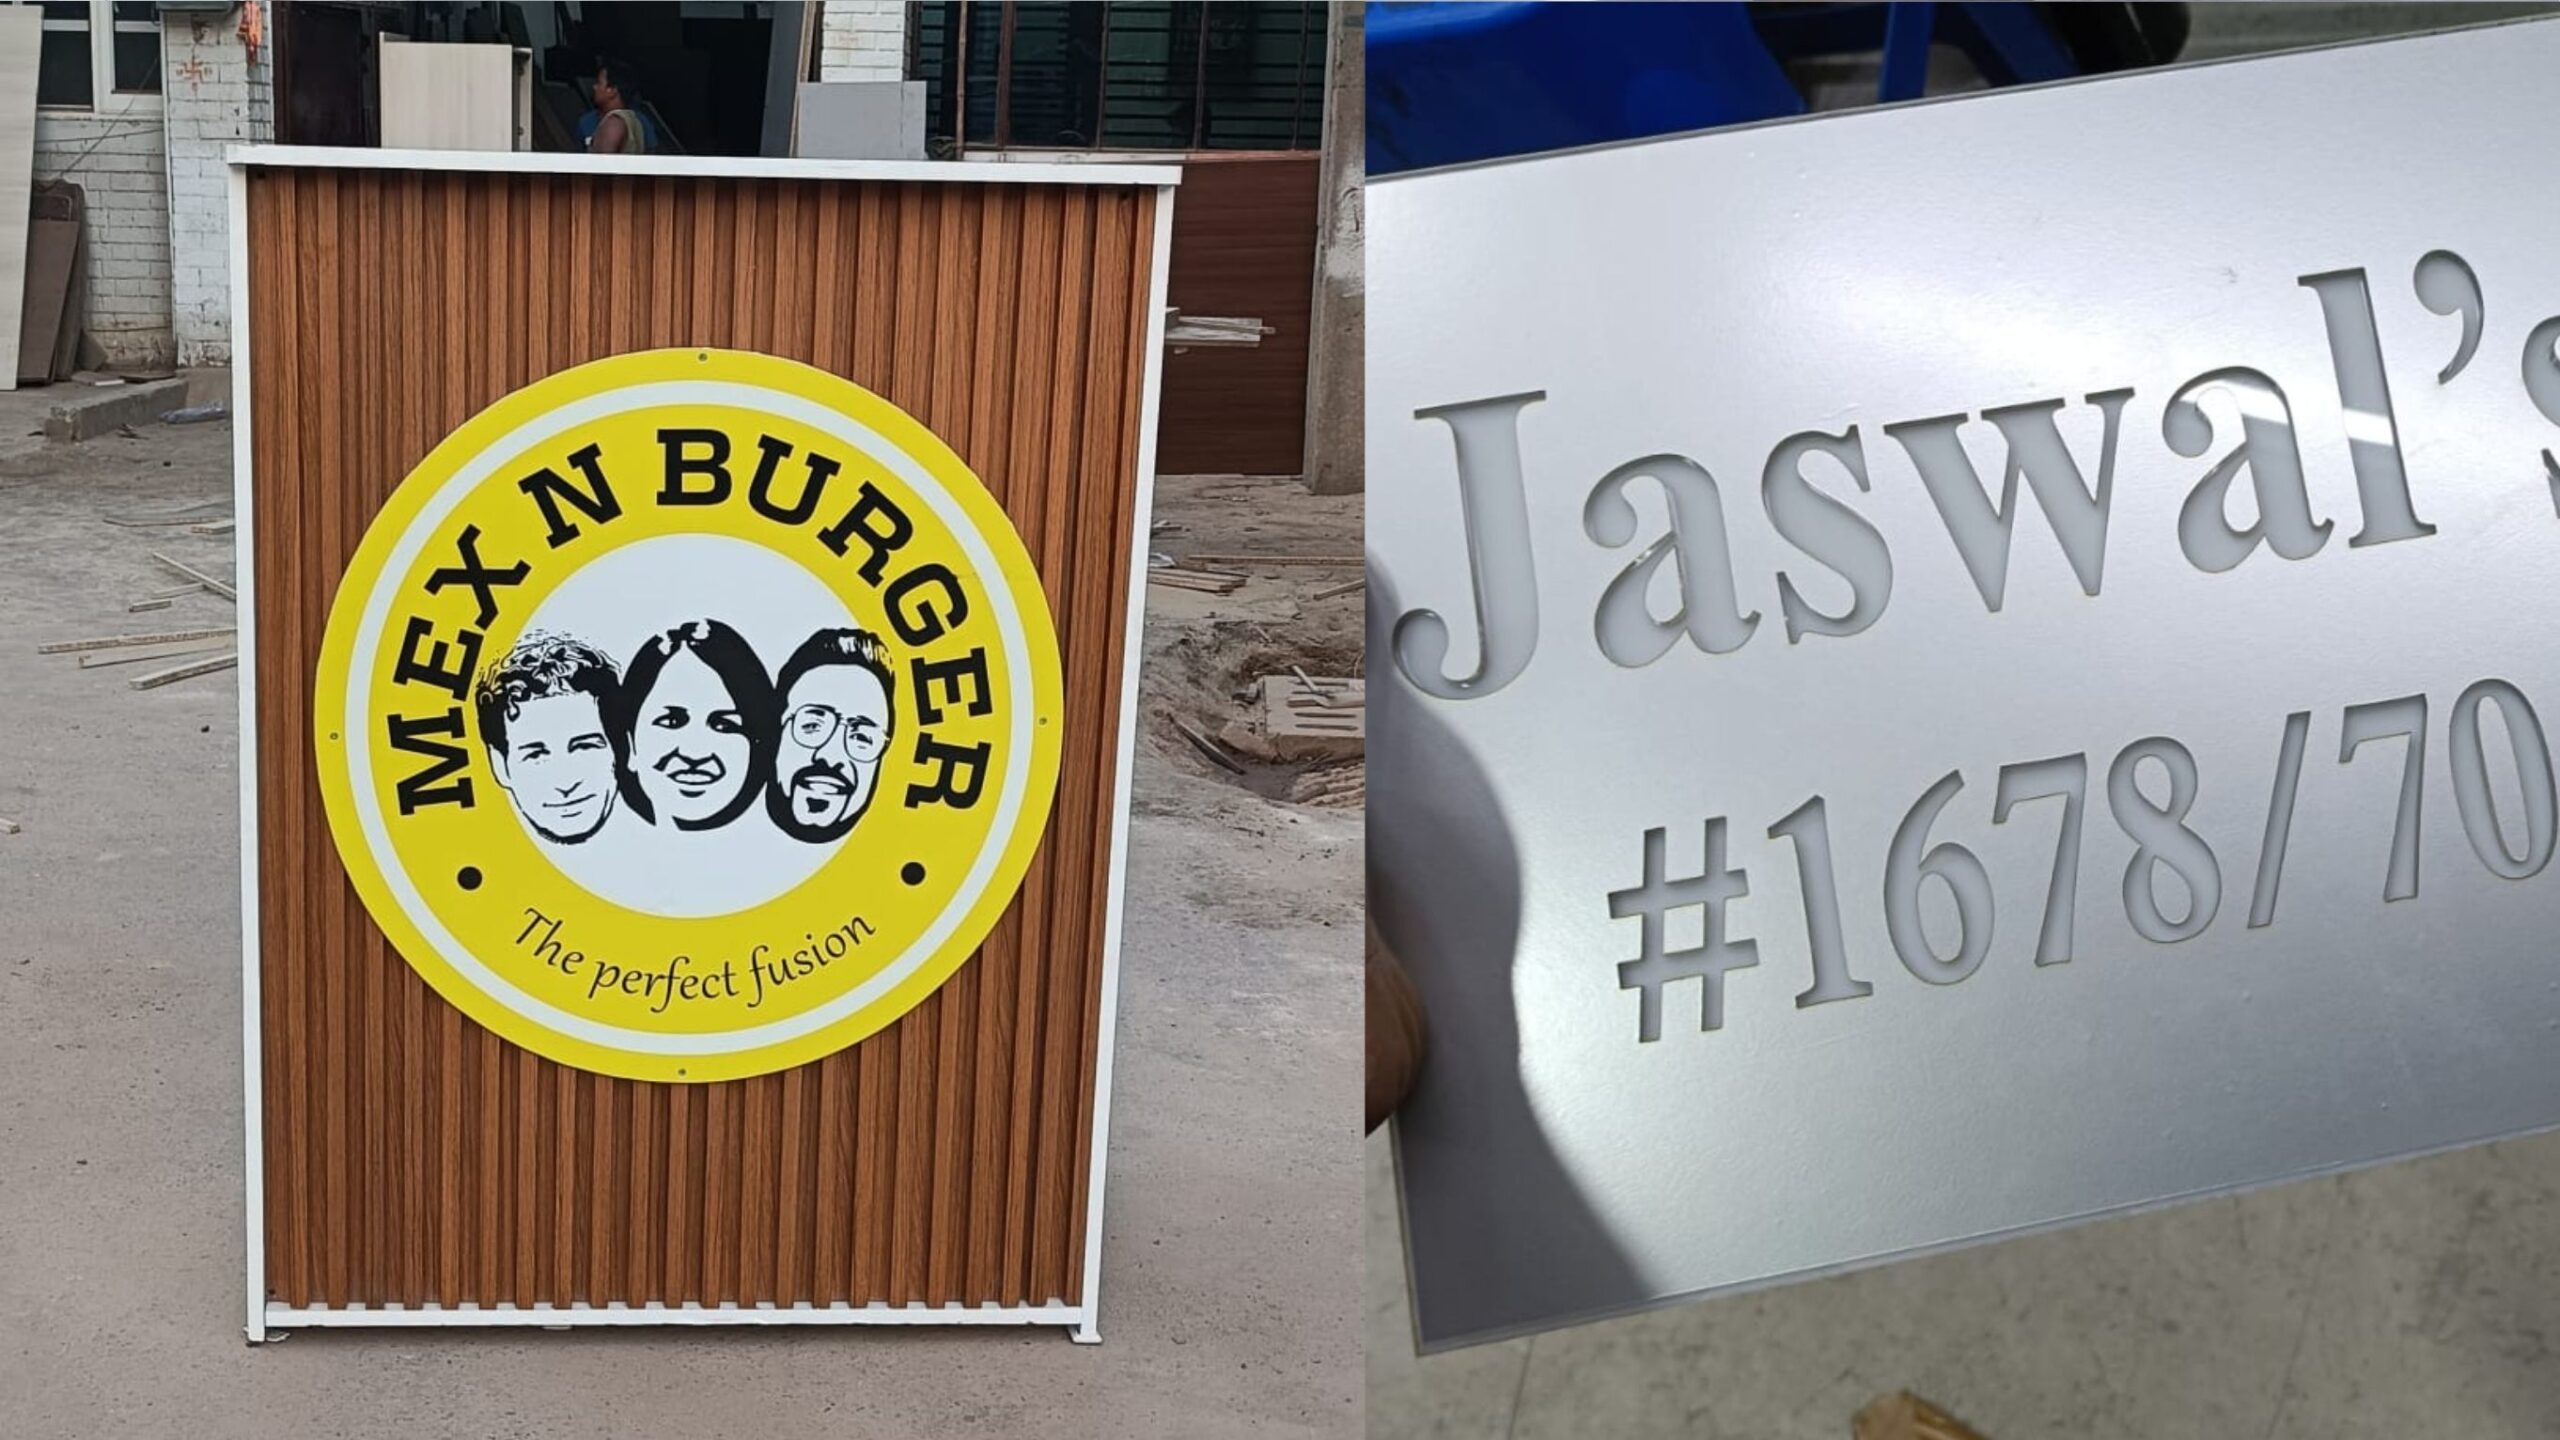 MEX N BURGER
The perfect fusion
Jaswal's
#1678/70